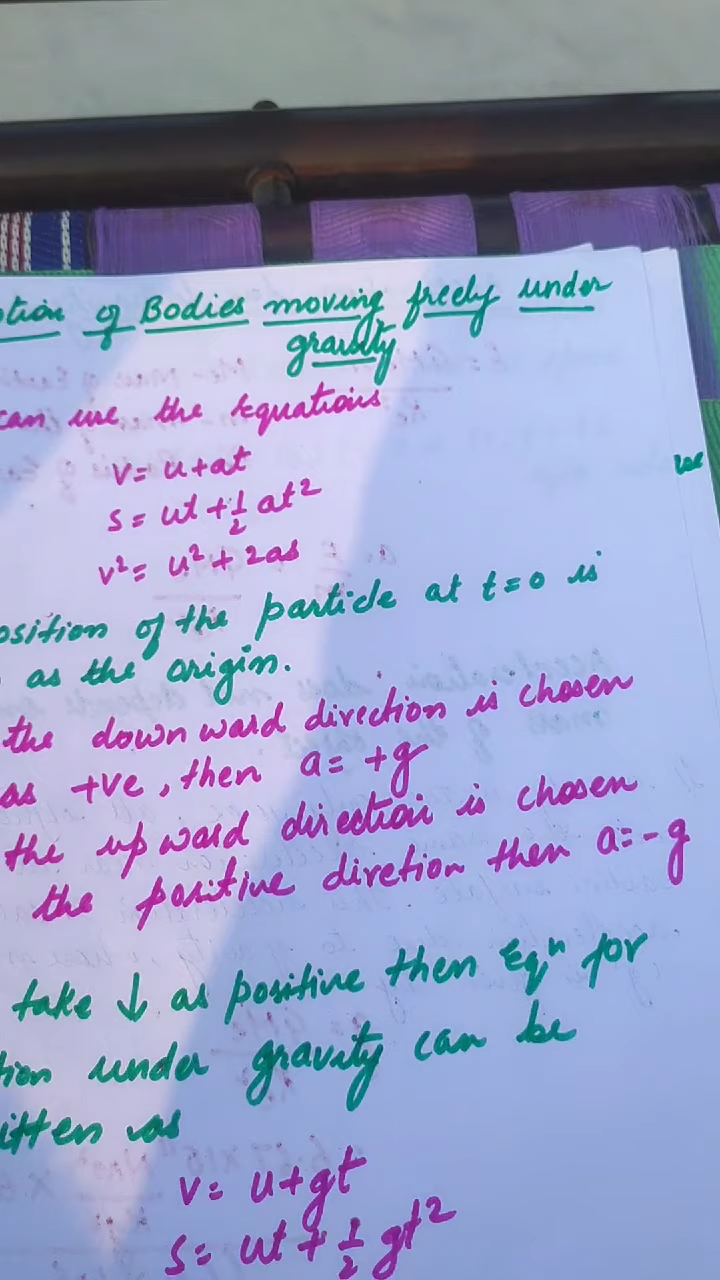 otion of Bodies moving freely under
gravity
can use the Equations
v = u + at
s = ut + 1/2 at²
v² = u² + 2as
osition of the particle at t = 0 is
as the origin.
the downward direction is chosen
as +ve, then a = +g
the upward direction is chosen
the positive diretion then a = -g
take ↓ as positive then Eqⁿ for
tion under gravity can be
itten as
v = u + gt
s = ut + 1/2 gt²